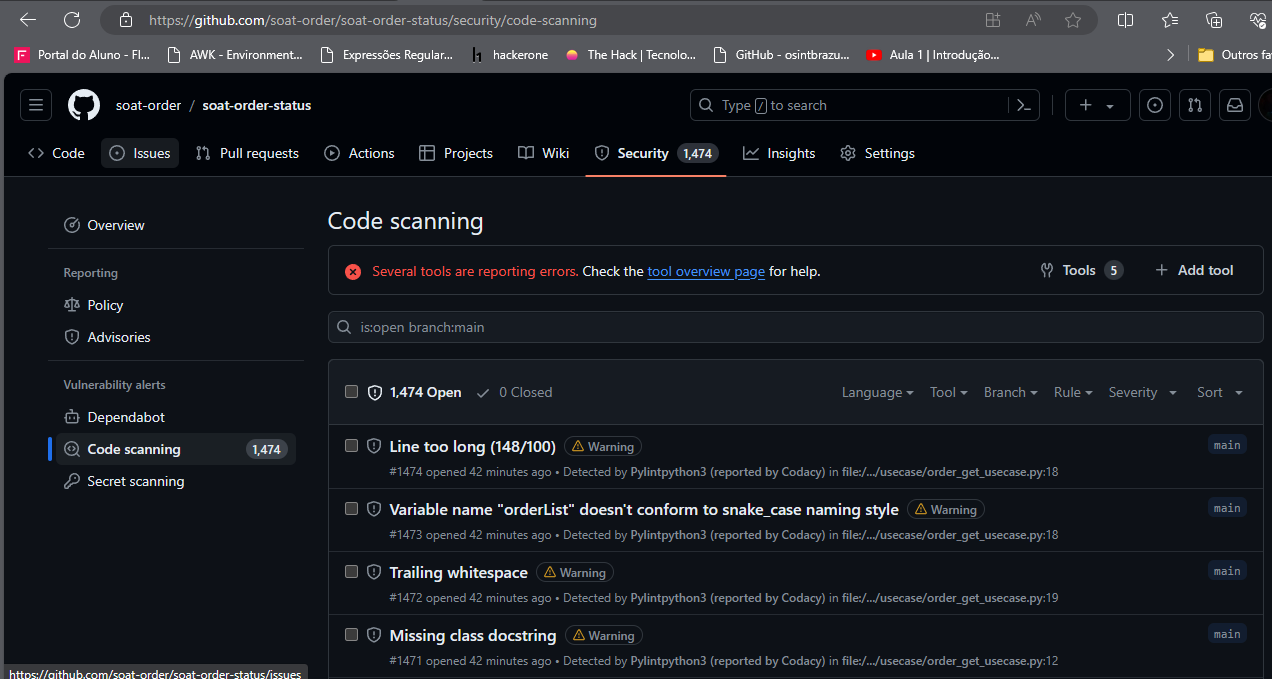 https://github.com/soat-order/soat-order-status/security/code-scanning
Portal do Aluno - FI... AWK - Environment... Expressões Regular... hackerone The Hack | Tecnolo... GitHub - osintbrazu... Aula 1 | Introdução... Outros fa
soat-order / soat-order-status Type / to search
Code Issues Pull requests Actions Projects Wiki Security 1,474 Insights Settings
Overview
Reporting
Policy
Advisories
Vulnerability alerts
Dependabot
Code scanning 1,474
Secret scanning
Code scanning
Several tools are reporting errors. Check the tool overview page for help. Tools 5 Add tool
is:open branch:main
1,474 Open 0 Closed Language Tool Branch Rule Severity Sort
Line too long (148/100) Warning main
#1474 opened 42 minutes ago • Detected by Pylintpython3 (reported by Codacy) in file:/.../usecase/order_get_usecase.py:18
Variable name "orderList" doesn't conform to snake_case naming style Warning main
#1473 opened 42 minutes ago • Detected by Pylintpython3 (reported by Codacy) in file:/.../usecase/order_get_usecase.py:18
Trailing whitespace Warning main
#1472 opened 42 minutes ago • Detected by Pylintpython3 (reported by Codacy) in file:/.../usecase/order_get_usecase.py:19
Missing class docstring Warning main
#1471 opened 42 minutes ago • Detected by Pylintpython3 (reported by Codacy) in file:/.../usecase/order_get_usecase.py:12
https://github.com/soat-order/soat-order-status/issues